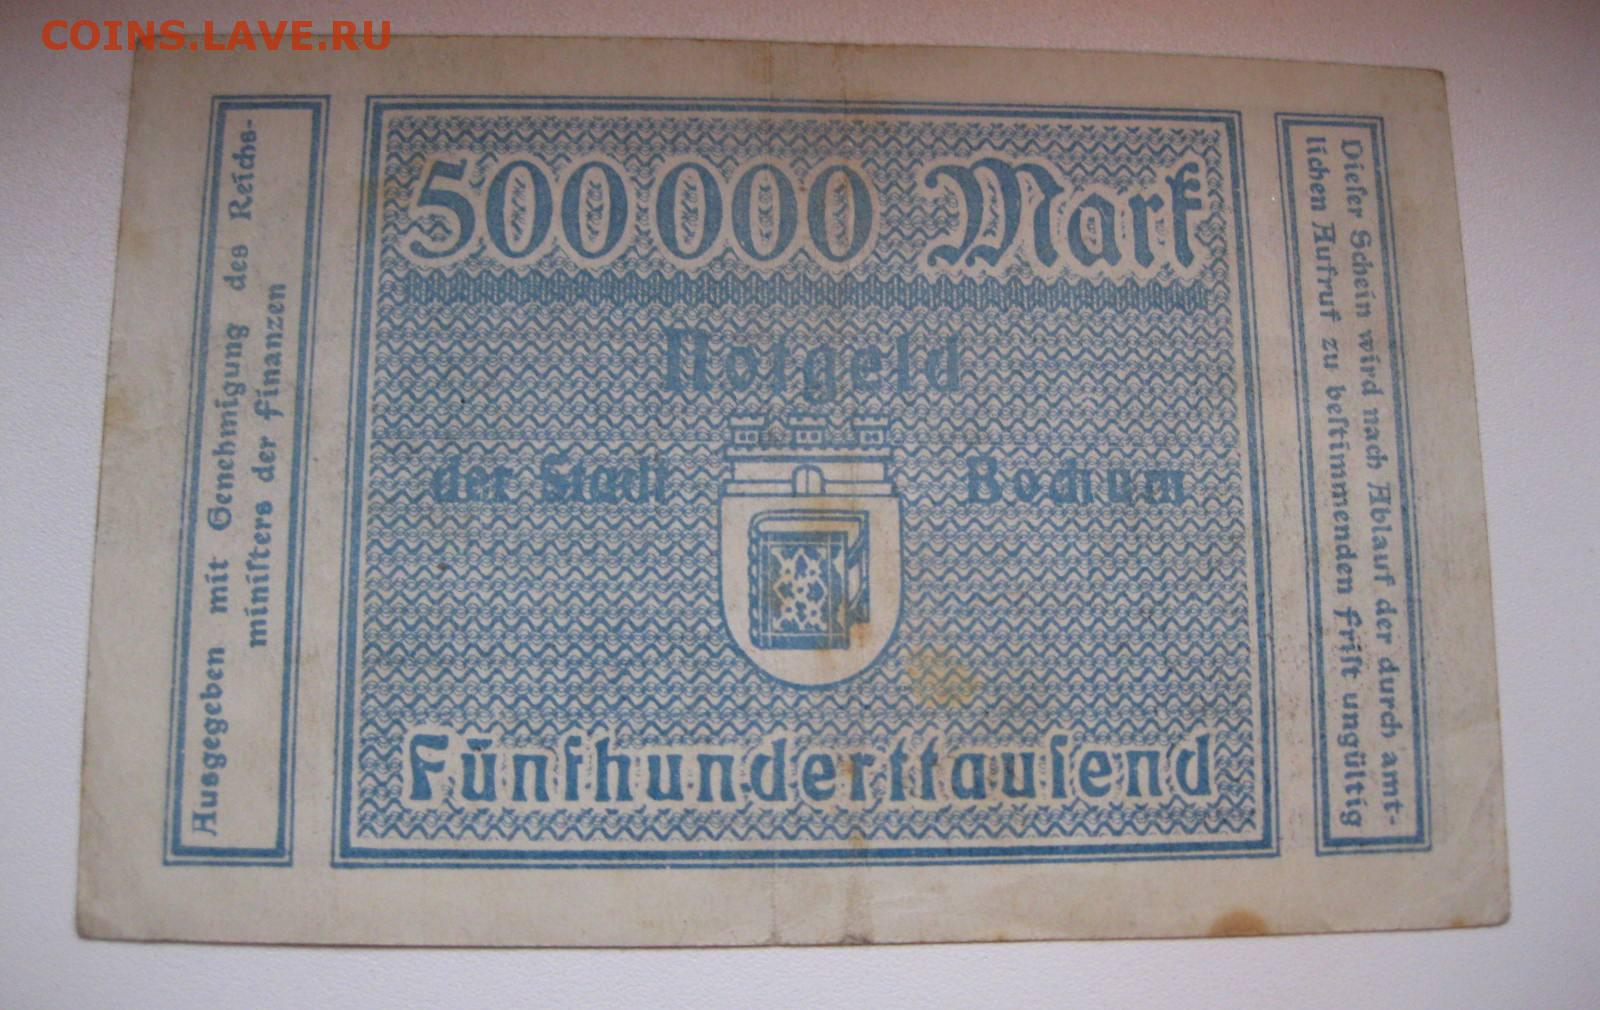 COINS.LAVE.RU
500 000 Mark
Notgeld
der Stadt Bochum
Fünfhunderttauſend
Ausgegeben mit Genehmigung des Reichs-
miniſters der Finanzen
Dieſer Schein wird nach Ablauf der durch amt-
lichen Aufruf zu beſtimmenden Friſt ungültig